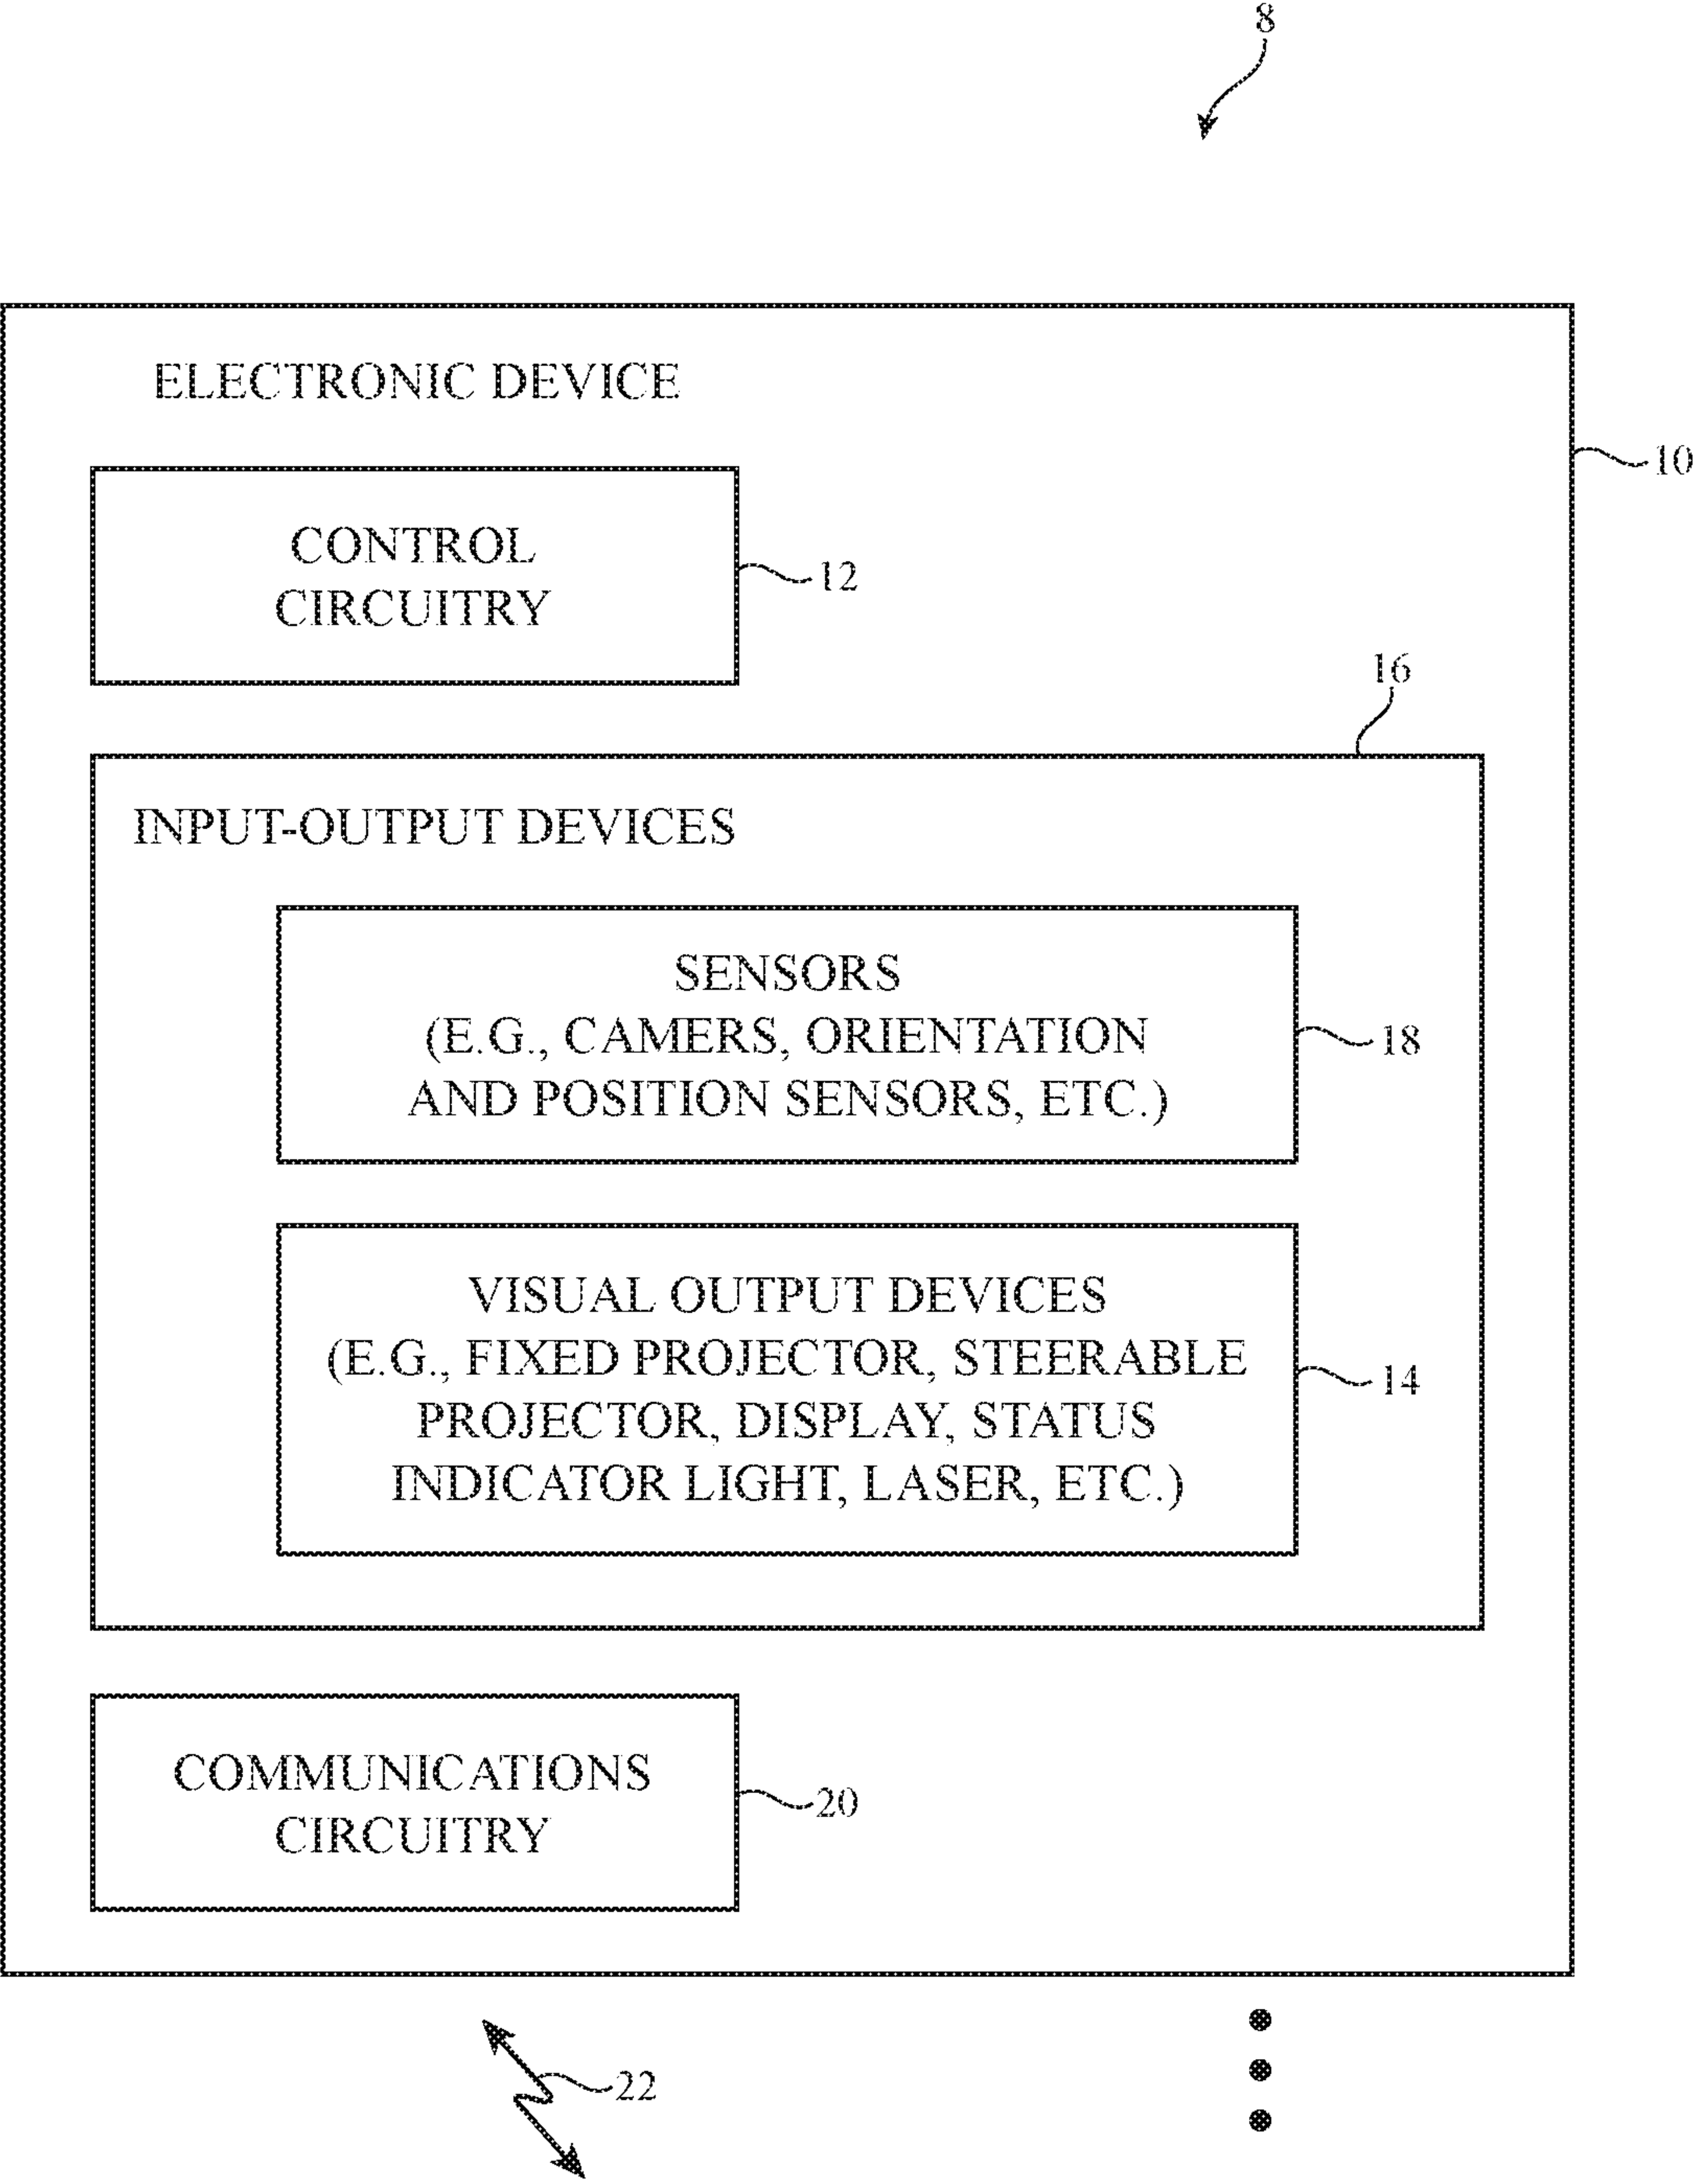 8
ELECTRONIC DEVICE
10
CONTROL
CIRCUITRY
12
16
INPUT-OUTPUT DEVICES
SENSORS
(E.G., CAMERS, ORIENTATION
AND POSITION SENSORS, ETC.)
18
VISUAL OUTPUT DEVICES
(E.G., FIXED PROJECTOR, STEERABLE
PROJECTOR, DISPLAY, STATUS
INDICATOR LIGHT, LASER, ETC.)
14
COMMUNICATIONS
CIRCUITRY
20
22